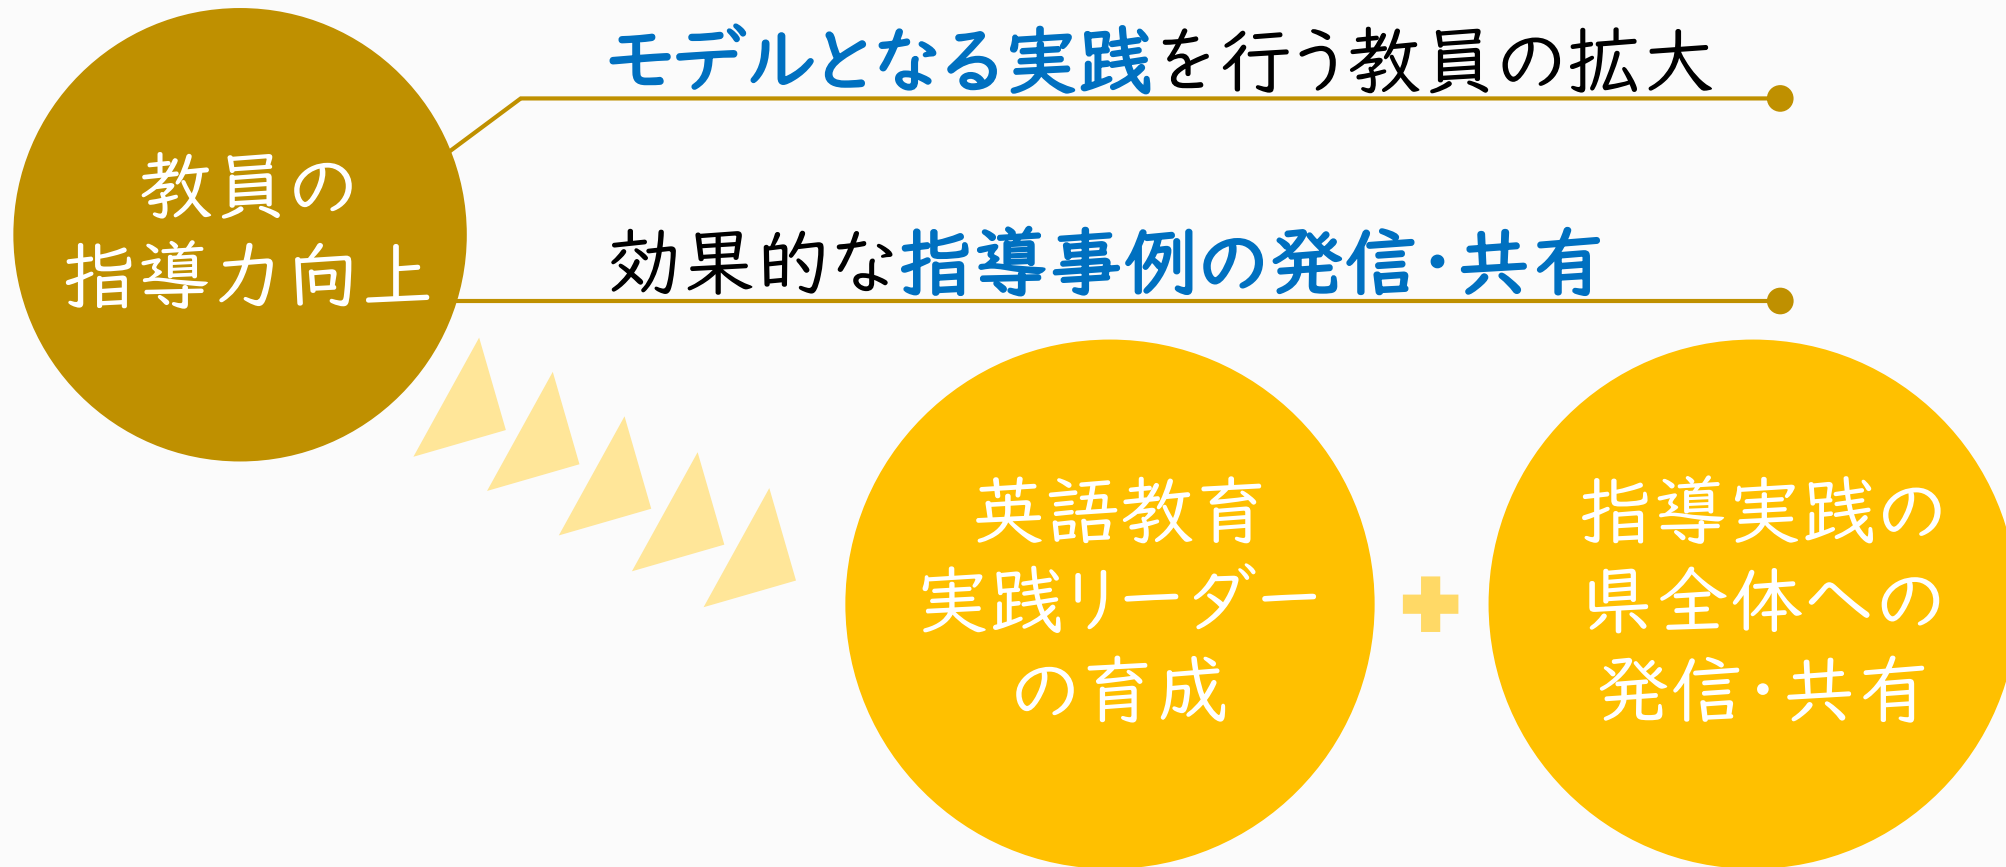 モデルとなる実践を行う教員の拡大
教員の
指導力向上
効果的な指導事例の発信・共有
英語教育
実践リーダー
の育成
指導実践の
県全体への
発信・共有